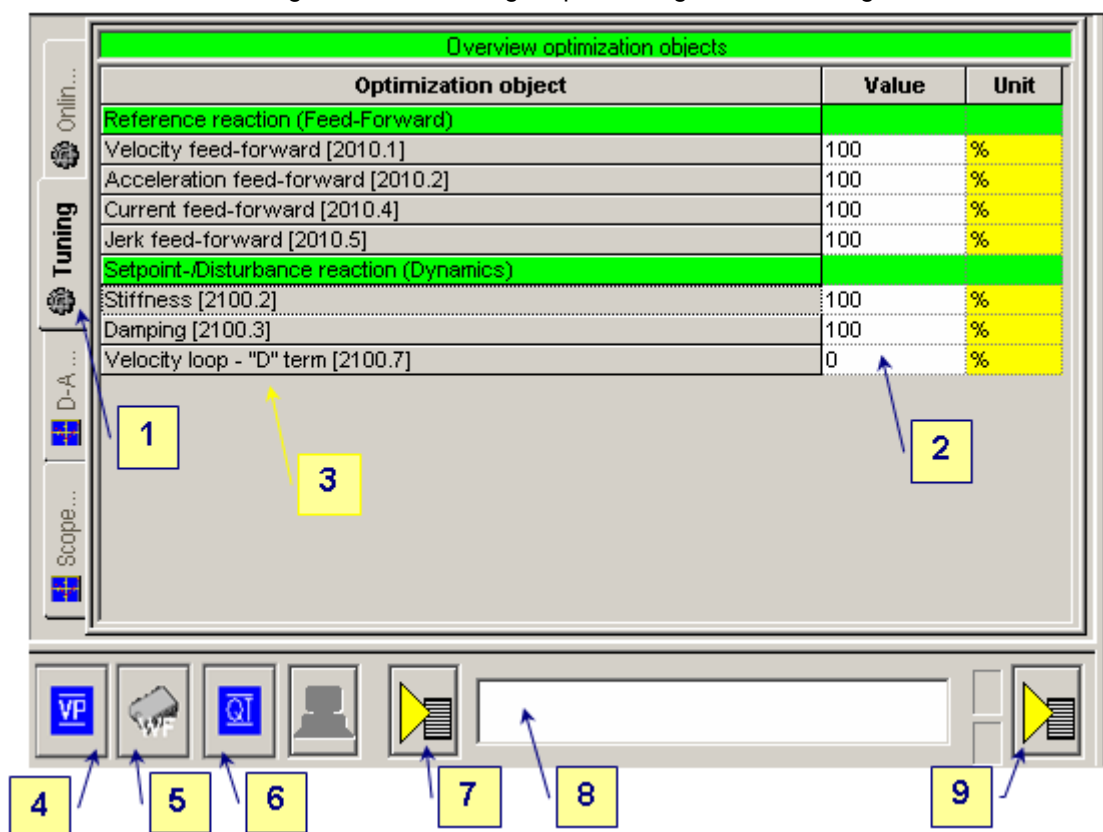 Overview optimization objects
Optimization object Value Unit
Reference reaction (Feed-Forward)
Velocity feed-forward [2010.1] 100 %
Acceleration feed-forward [2010.2] 100 %
Current feed-forward [2010.4] 100 %
Jerk feed-forward [2010.5] 100 %
Setpoint-/Disturbance reaction (Dynamics)
Stiffness [2100.2] 100 %
Damping [2100.3] 100 %
Velocity loop - "D" term [2100.7] 0 %
Onlin...
Tuning
D-A ...
Scope...
1
2
3
VP
WF
QT
4
5
6
7
8
9